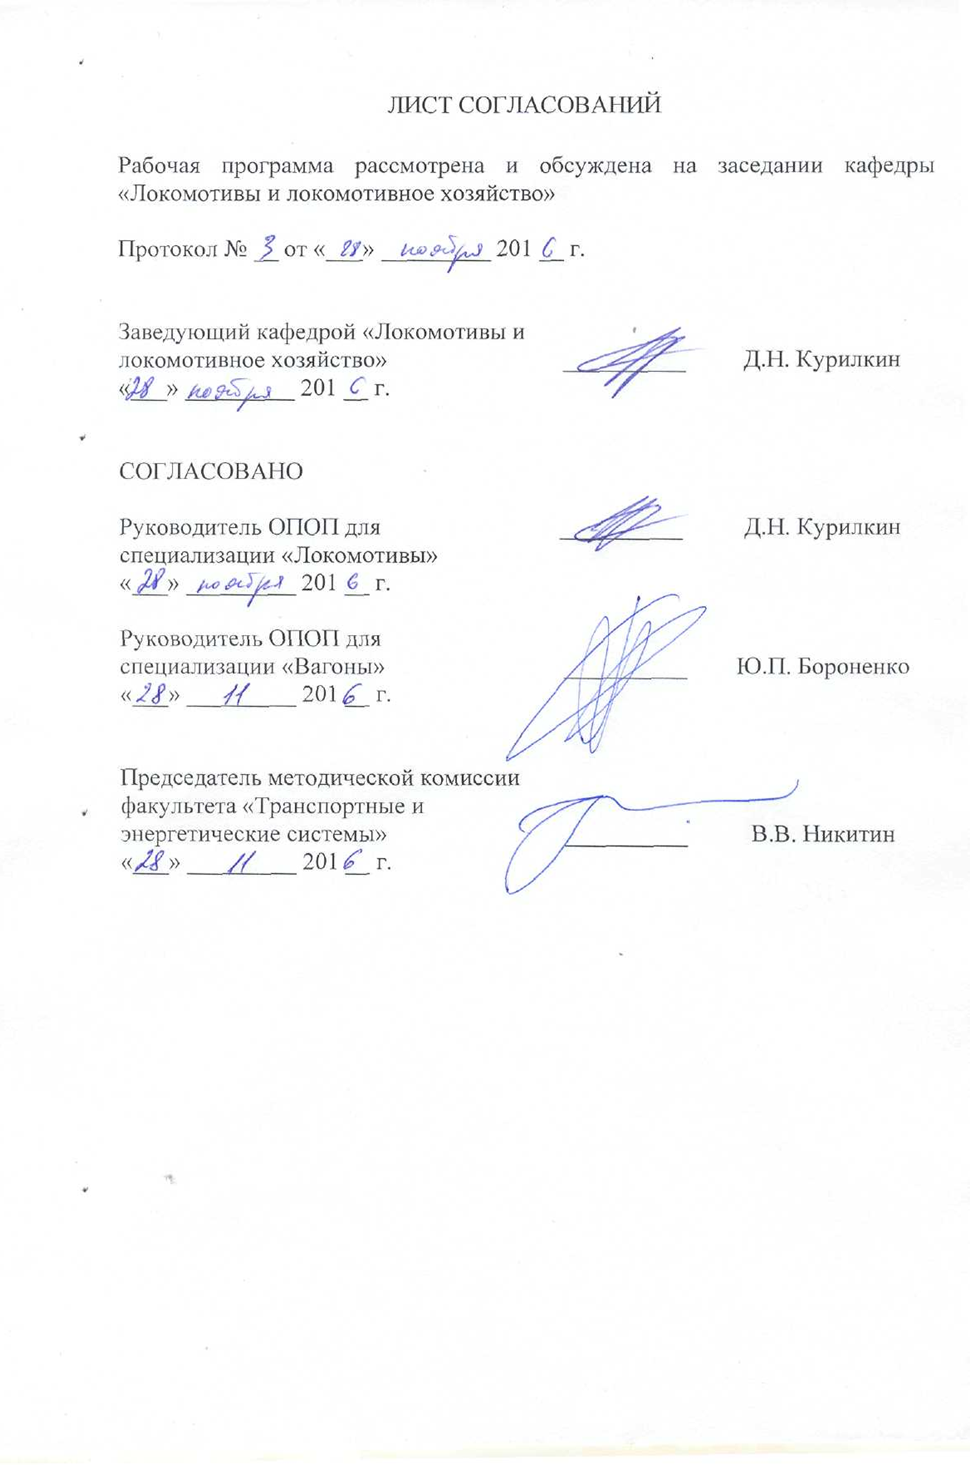 ЛИСТ СОГЛАСОВАНИЙ
Рабочая программа рассмотрена и обсуждена на заседании кафедры
«Локомотивы и локомотивное хозяйство»
Протокол № 3 от «28» ноября 2016 г.
Заведующий кафедрой «Локомотивы и
локомотивное хозяйство» Д.Н. Курилкин
«28» ноября 2016 г.
СОГЛАСОВАНО
Руководитель ОПОП для Д.Н. Курилкин
специализации «Локомотивы»
«28» ноября 2016 г.
Руководитель ОПОП для
специализации «Вагоны» Ю.П. Бороненко
«28» 11 2016 г.
Председатель методической комиссии
факультета «Транспортные и
энергетические системы» В.В. Никитин
«28» 11 2016 г.